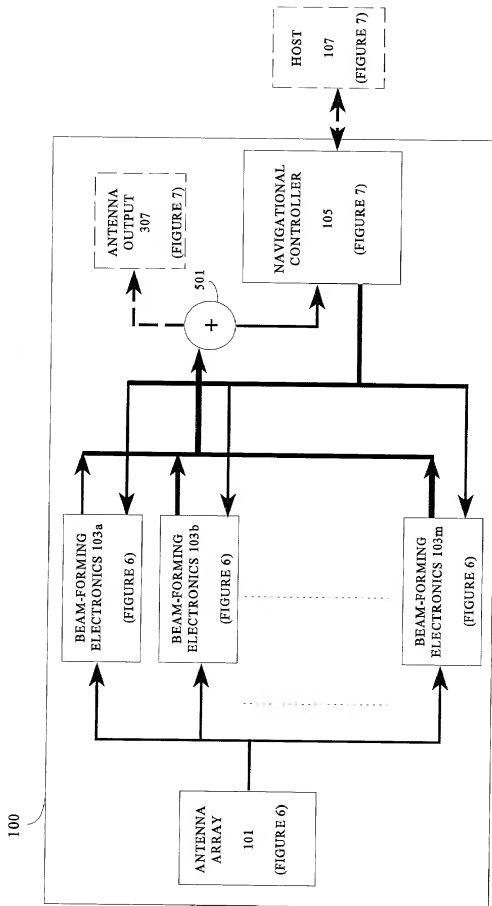 100
ANTENNA
ARRAY
101
(FIGURE 6)
BEAM-FORMING
ELECTRONICS 103a
(FIGURE 6)
BEAM-FORMING
ELECTRONICS 103b
(FIGURE 6)
BEAM-FORMING
ELECTRONICS 103m
(FIGURE 6)
+
501
ANTENNA
OUTPUT
307
(FIGURE 7)
NAVIGATIONAL
CONTROLLER
105
(FIGURE 7)
HOST
107
(FIGURE 7)